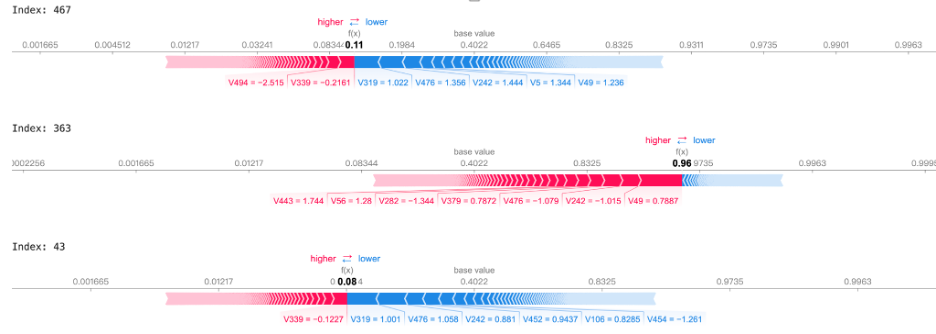 Index: 467
higher ⇄ lower
f(x)
base value
0.001665 0.004512 0.01217 0.03241 0.08344 0.11 0.1984 0.4022 0.6465 0.8325 0.9311 0.9735 0.9901 0.9963
V494 = −2.515 V339 = −0.2161 V319 = 1.022 V476 = 1.356 V242 = 1.444 V5 = 1.344 V49 = 1.236
Index: 363
higher ⇄ lower
base value
f(x)
0002256 0.001665 0.01217 0.08344 0.4022 0.8325 0.96 9735 0.9963 0.9995
V443 = 1.744 V56 = 1.28 V282 = −1.344 V379 = 0.7872 V476 = −1.079 V242 = −1.015 V49 = 0.7887
Index: 43
higher ⇄ lower
f(x)
base value
0.001665 0.01217 0.08 4 0.4022 0.8325 0.9735 0.9963
V339 = −0.1227 V319 = 1.001 V476 = 1.058 V242 = 0.881 V452 = 0.9437 V106 = 0.8285 V454 = −1.261